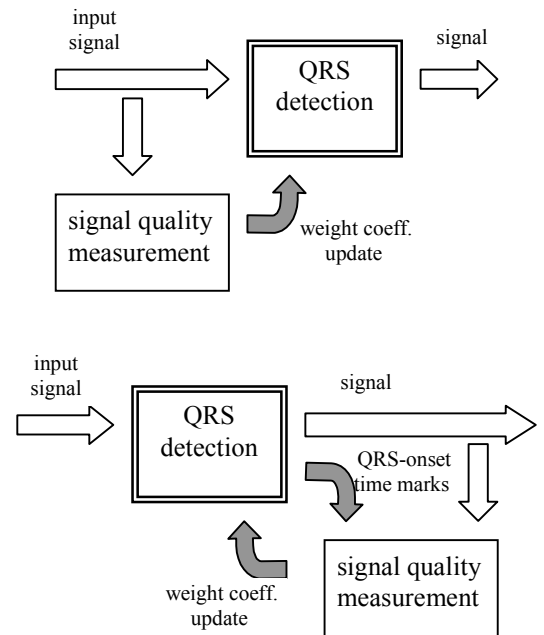 input
signal
signal
QRS
detection
signal quality
measurement
weight coeff.
update
input
signal
signal
QRS
detection
QRS-onset
time marks
signal quality
measurement
weight coeff.
update